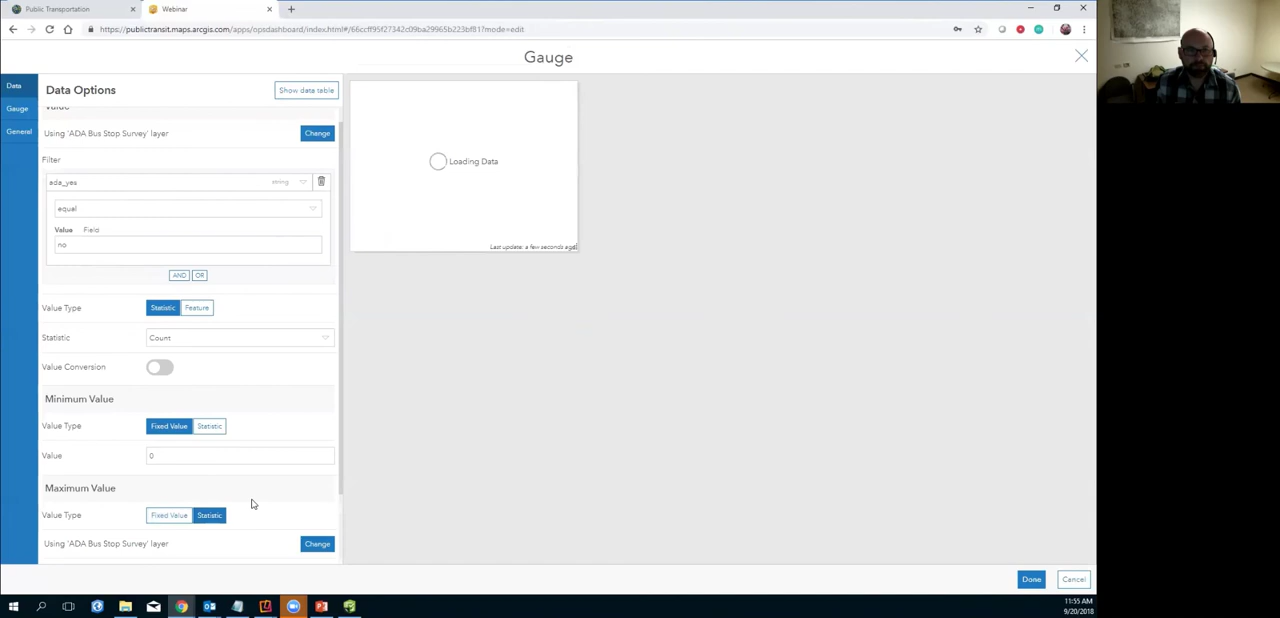 Public Transportation
Webinar
https://publictransit.maps.arcgis.com/apps/opsdashboard/index.html#/66ccff95f27342c09ba29965b223bf81?mode=edit
Gauge
Data
Gauge
General
Data Options
Show data table
Value
Using 'ADA Bus Stop Survey' layer
Change
Filter
ada_yes
string
equal
Value Field
no
AND OR
Value Type
Statistic Feature
Statistic
Count
Value Conversion
Minimum Value
Value Type
Fixed Value Statistic
Value
0
Maximum Value
Value Type
Fixed Value Statistic
Using 'ADA Bus Stop Survey' layer
Change
Loading Data
Last update: a few seconds ago
Done
Cancel
11:55 AM
9/20/2018